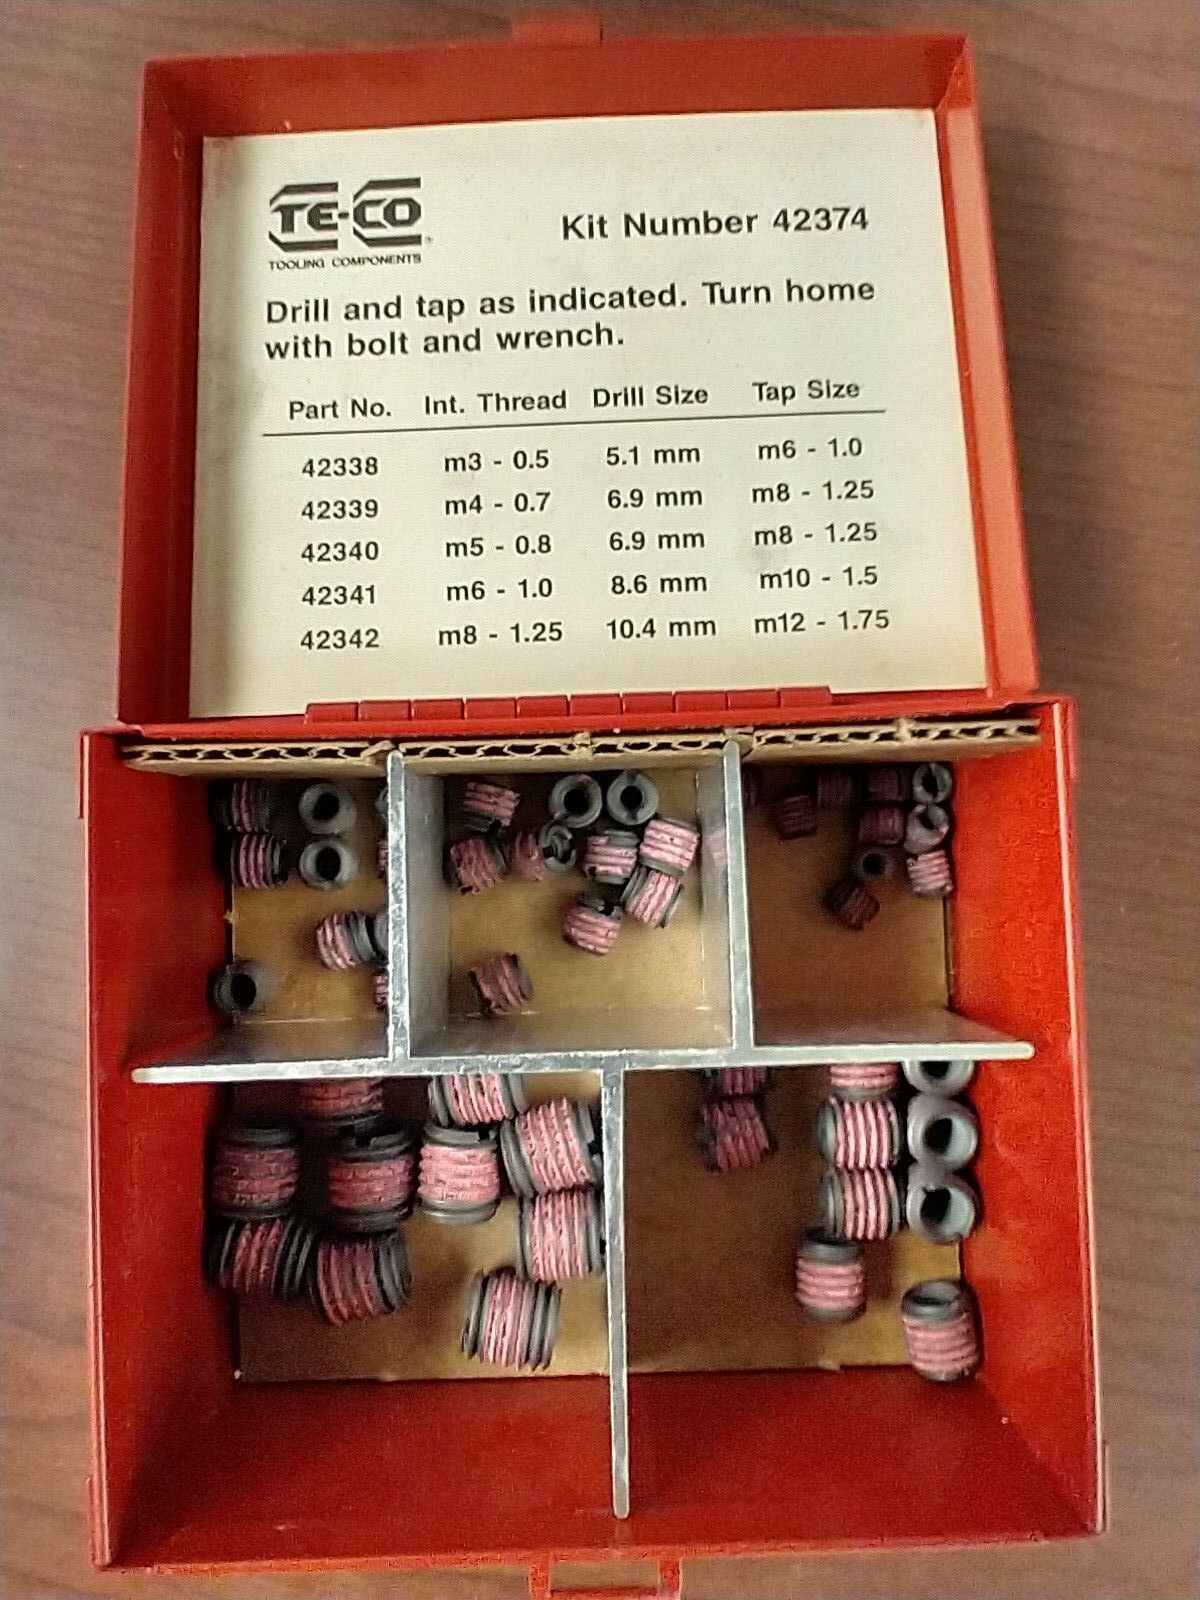 TE-CO
TOOLING COMPONENTS
Kit Number 42374
Drill and tap as indicated. Turn home
with bolt and wrench.
Part No. Int. Thread Drill Size Tap Size
42338 m3 - 0.5 5.1 mm m6 - 1.0
42339 m4 - 0.7 6.9 mm m8 - 1.25
42340 m5 - 0.8 6.9 mm m8 - 1.25
42341 m6 - 1.0 8.6 mm m10 - 1.5
42342 m8 - 1.25 10.4 mm m12 - 1.75